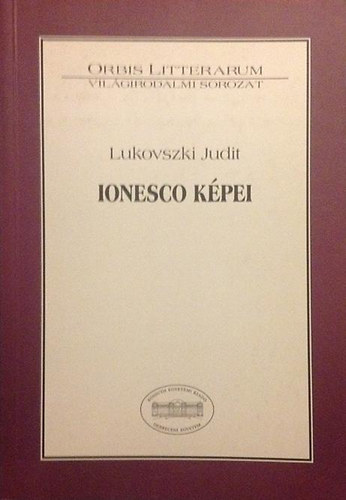 ORBIS LITTERARUM
VILÁGIRODALMI SOROZAT
Lukovszki Judit
IONESCO KÉPEI